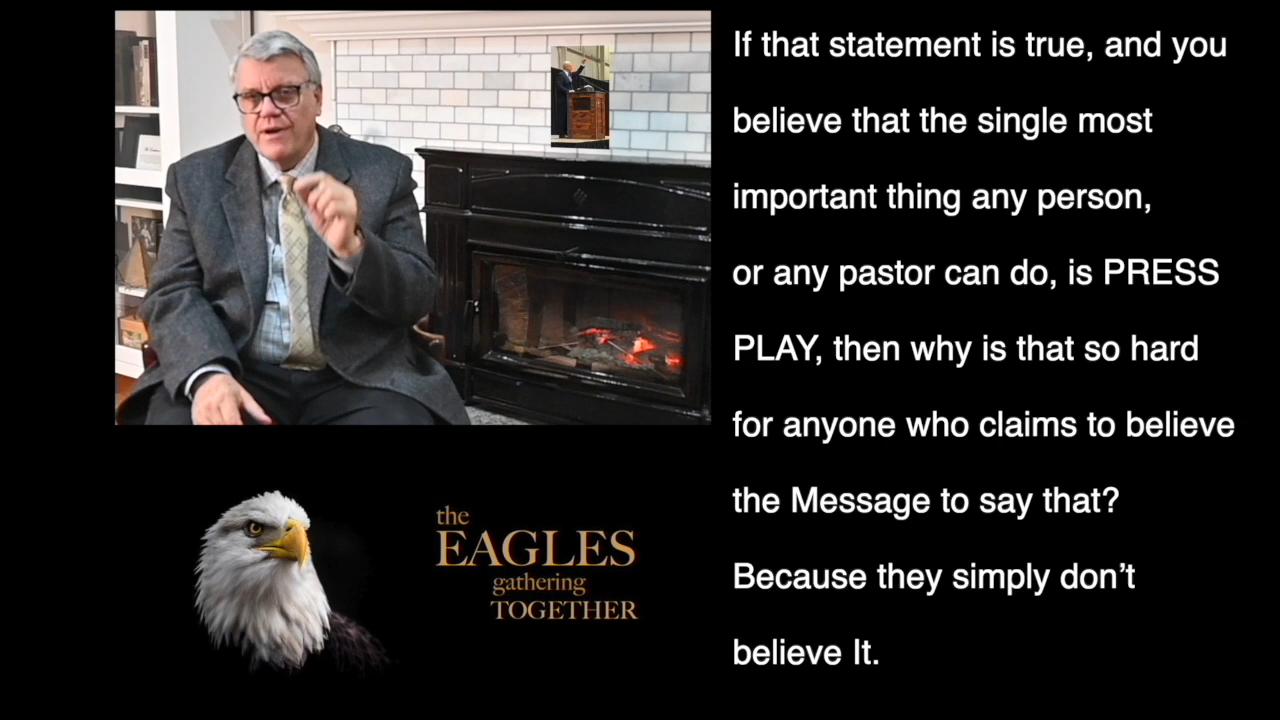 If that statement is true, and you
believe that the single most
important thing any person,
or any pastor can do, is PRESS
PLAY, then why is that so hard
for anyone who claims to believe
the Message to say that?
Because they simply don’t
believe It.
the
EAGLES
gathering
TOGETHER